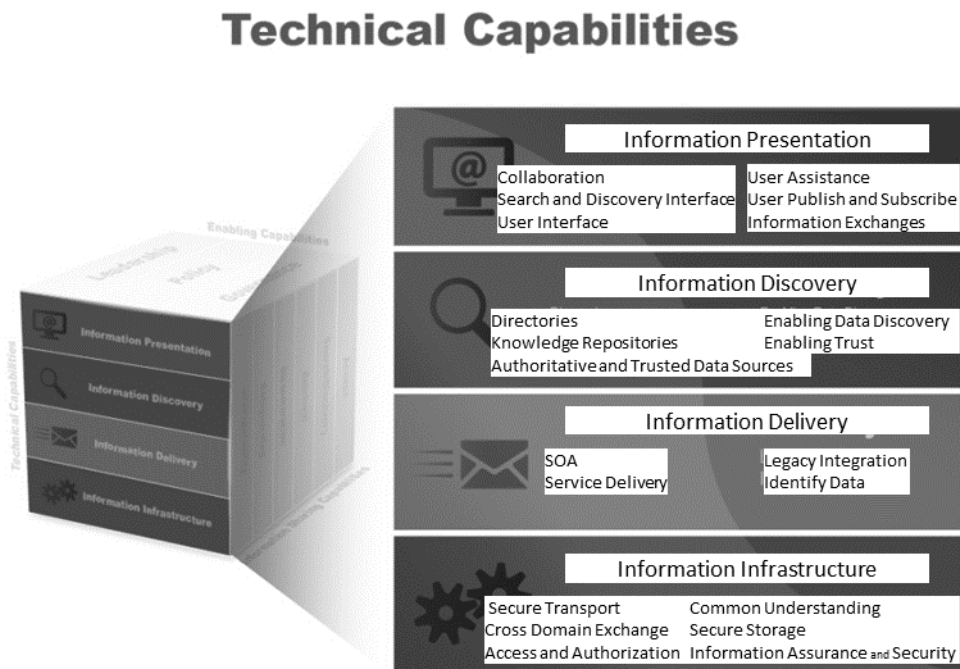 Technical Capabilities
Enabling Capabilities
Leadership
Policy
Technical Capabilities
Information Presentation
Information Discovery
Information Delivery
Information Infrastructure
Information Presentation
Collaboration
Search and Discovery Interface
User Interface
User Assistance
User Publish and Subscribe
Information Exchanges
Information Discovery
Directories
Knowledge Repositories
Authoritative and Trusted Data Sources
Enabling Data Discovery
Enabling Trust
Information Delivery
SOA
Service Delivery
Legacy Integration
Identify Data
Information Infrastructure
Secure Transport
Cross Domain Exchange
Access and Authorization
Common Understanding
Secure Storage
Information Assurance and Security